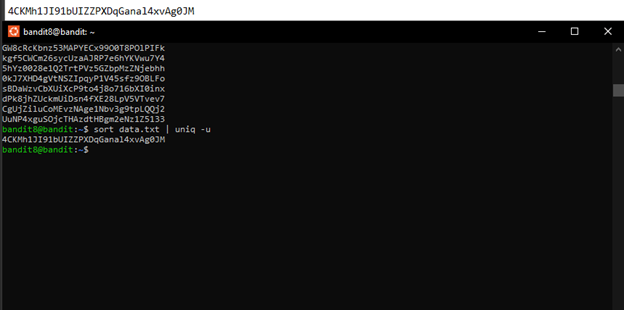 4CKMh1JI91bUIZZPXDqGanal4xvAg0JM
bandit8@bandit: ~
GW8cRcKbnz53MAPYECx99O0T8POlPIFk
kgf5CWCm26sycUzaAJRP7e6hYKVwu7Y4
5hYz0028e1Q2TrtPVz5GZbpMzZNjebhh
0kJ7XHD4gVtNSZIpqyP1V45sfz9OBLFo
sBDaWzvCbXUiXcP9to4j8o716bXI0inx
dPk8jhZUckmUiDsn4fXE28LpV5VTvev7
CgUjZiluCoMEvzNAge1Nbv3g9tpLQQj2
UuNP4xguSOjcTHAzdtHBgm2eNz1Z5133
bandit8@bandit:~$ sort data.txt | uniq -u
4CKMh1JI91bUIZZPXDqGanal4xvAg0JM
bandit8@bandit:~$